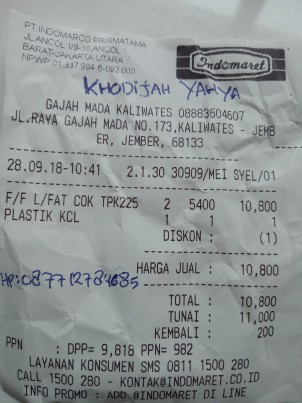 PT.INDOMARCO PRISMATAMA
JL.ANCOL I/9-10,ANCOL
BARAT-JAKARTA UTARA
NPWP 01.337.994.6-092.000
Indomaret
KHODIJAH YAHYA
GAJAH MADA KALIWATES 08883604607
JL.RAYA GAJAH MADA NO.173,KALIWATES - JEMB
ER, JEMBER, 68133
28.09.18-10:41 2.1.30 30909/MEI SYEL/01
F/F L/FAT COK TPK225 2 5400 10,800
PLASTIK KCL 1 1 1
DISKON : (1)
HARGA JUAL : 10,800
HP:087712784685
TOTAL : 10,800
TUNAI : 11,000
KEMBALI : 200
PPN : DPP= 9,818 PPN= 982
LAYANAN KONSUMEN SMS 0811 1500 280
CALL 1500 280 - KONTAK@INDOMARET.CO.ID
INFO PROMO : ADD @INDOMARET DI LINE